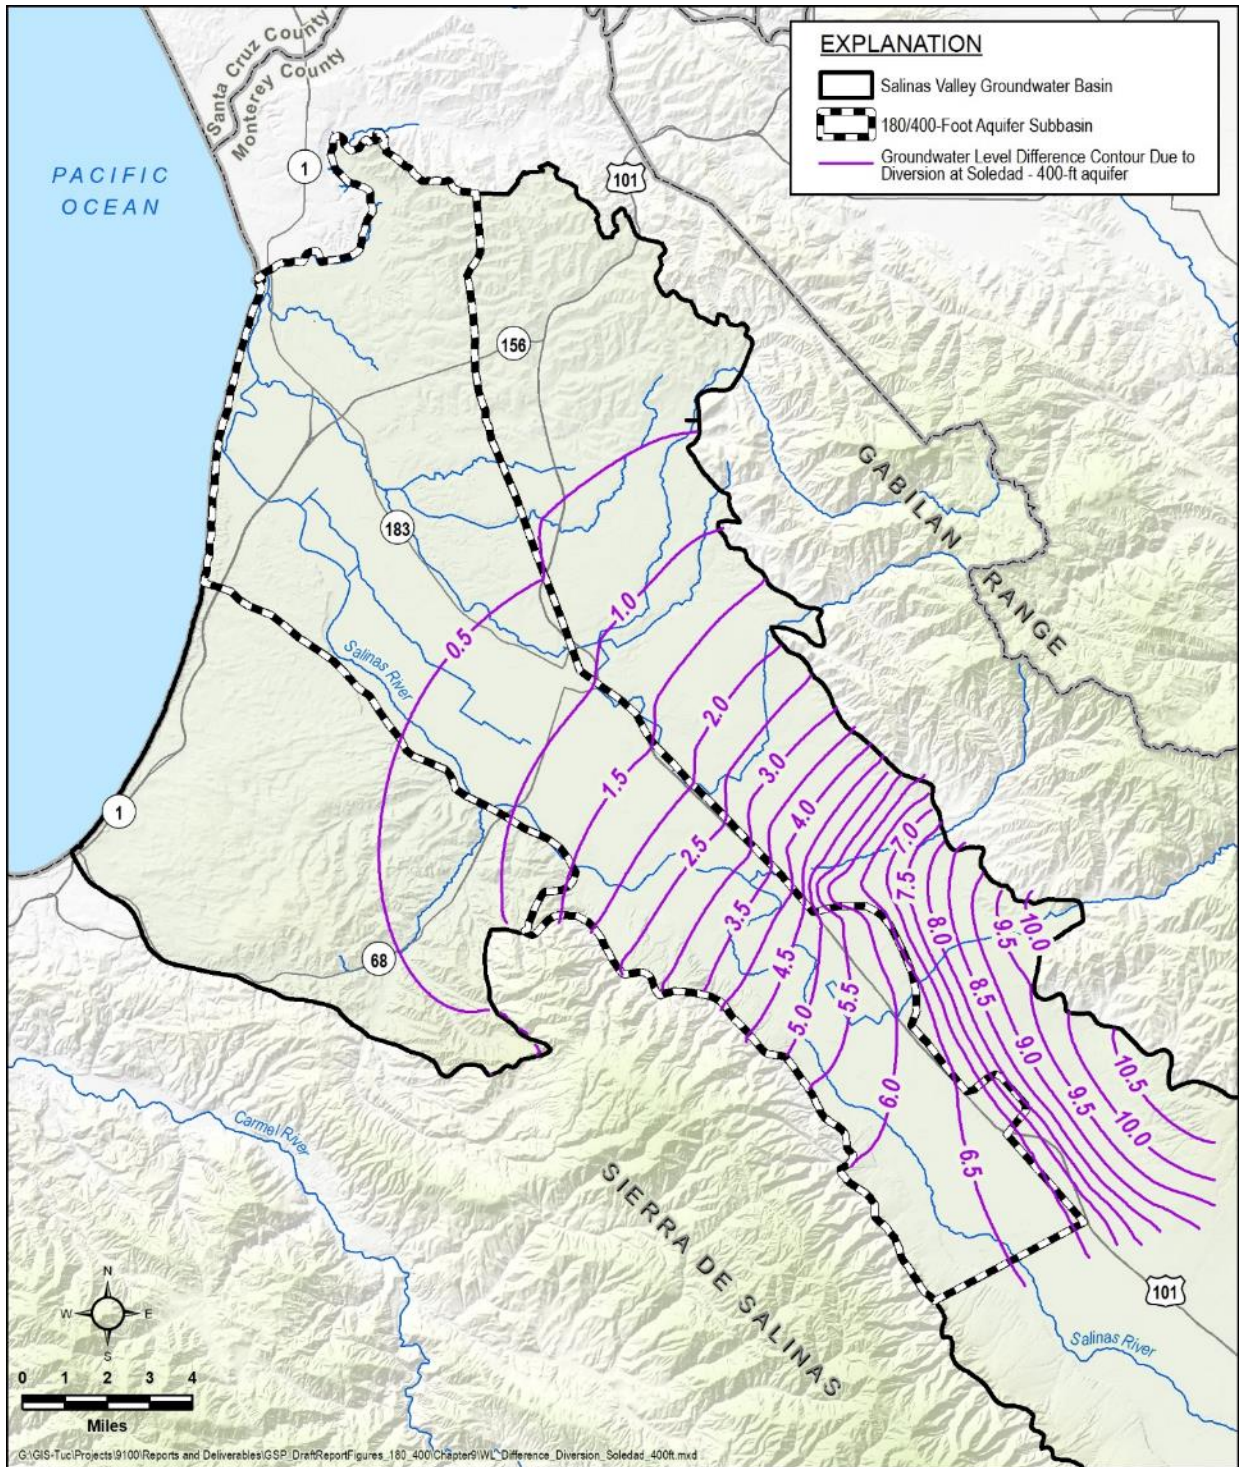 EXPLANATION
Salinas Valley Groundwater Basin
180/400-Foot Aquifer Subbasin
Groundwater Level Difference Contour Due to
Diversion at Soledad - 400-ft aquifer
Santa Cruz County
Monterey County
PACIFIC
OCEAN
1
101
156
183
GABILAN
RANGE
0.5
1.0
Salinas River
2.0
1.5
3.0
4.0
1
2.5
7.0
7.5
3.5
8.0
9.5
10.0
68
4.5
5.0
5.5
8.5
9.0
10.5
9.5
10.0
6.0
6.5
Carmel River
SIERRA DE SALINAS
101
Salinas River
N
W E
S
0 1 2 3 4
Miles
G:\GIS-Tuc\Projects\9100\Reports and Deliverables\GSP_DraftReportFigures_180_400\Chapter9\WL_Difference_Diversion_Soledad_400ft.mxd